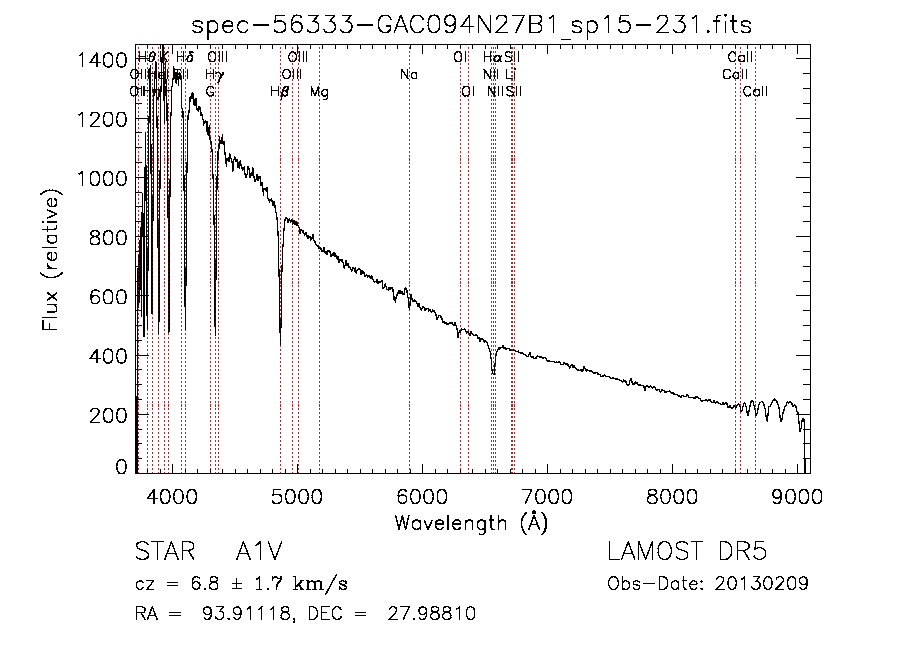 spec-56333-GAC094N27B1_sp15-231.fits
Hθ K Hδ OIII OIII OI Hα SII CaII
Hγ OIII Na NII Li CaII
G Hβ Mg OI NII SII CaII
1400
1200
1000
800
600
400
200
0
Flux (relative)
4000 5000 6000 7000 8000 9000
Wavelength (Å)
STAR A1V LAMOST DR5
cz = 6.8 ± 1.7 km/s Obs-Date: 20130209
RA = 93.91118, DEC = 27.98810